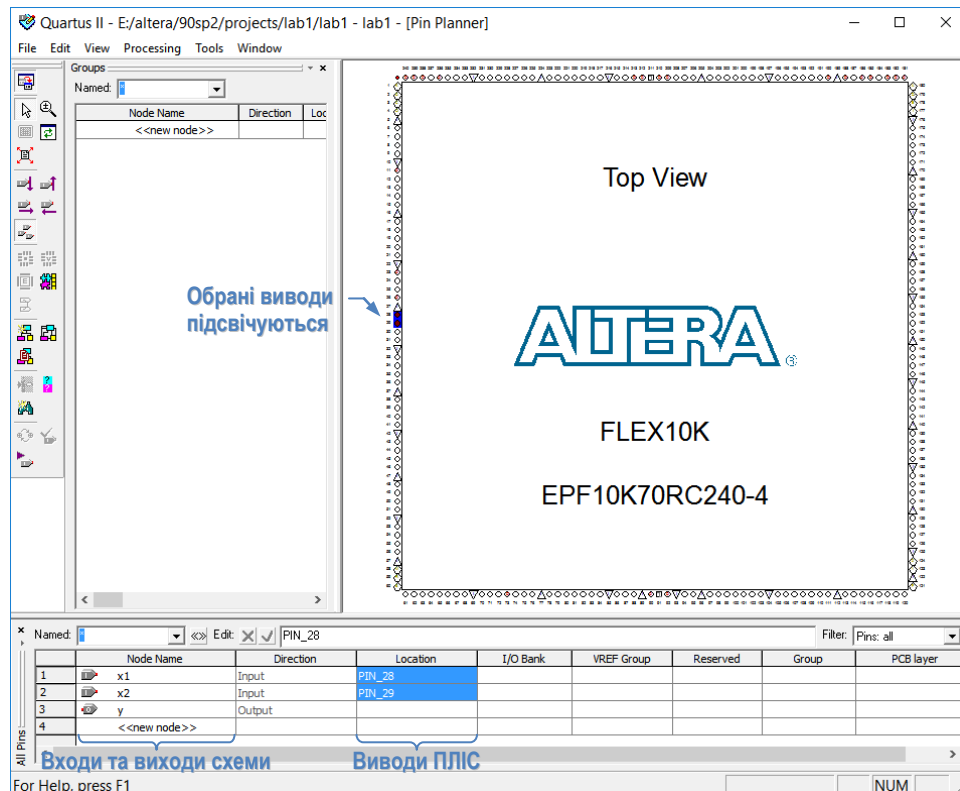 Quartus II - E:/altera/90sp2/projects/lab1/lab1 - lab1 - [Pin Planner]
File Edit View Processing Tools Window
Groups
Named: *
Node Name Direction Loc
<<new node>>
Top View
Обрані виводи
підсвічуються
ALTERA ®
FLEX10K
EPF10K70RC240-4
Named: * Edit: PIN_28 Filter: Pins: all
Node Name Direction Location I/O Bank VREF Group Reserved Group PCB layer
1 x1 Input PIN_28
2 x2 Input PIN_29
3 y Output
4 <<new node>>
All Pins
Входи та виходи схеми Виводи ПЛІС
For Help, press F1 NUM